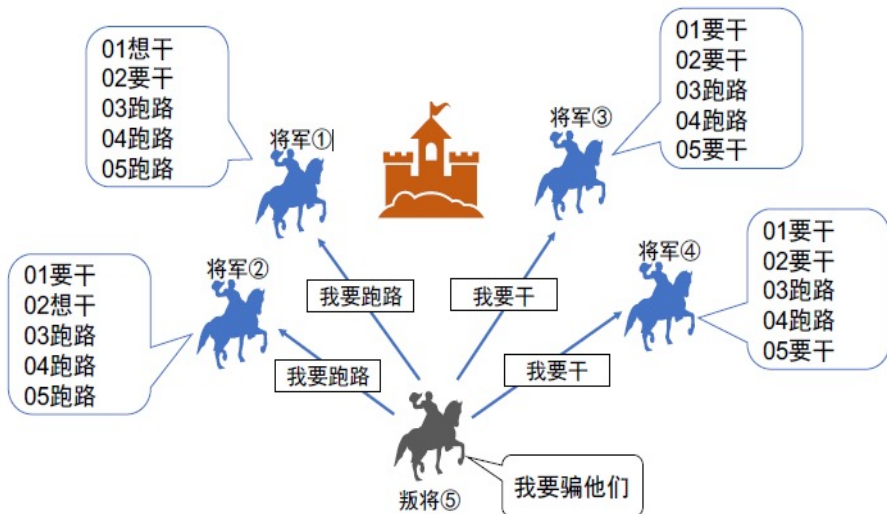 01想干
02要干
03跑路
04跑路
05跑路
将军①
将军③
01要干
02要干
03跑路
04跑路
05要干
01要干
02想干
03跑路
04跑路
05跑路
将军②
我要跑路
我要干
将军④
01要干
02要干
03跑路
04跑路
05要干
我要跑路
我要干
叛将⑤
我要骗他们